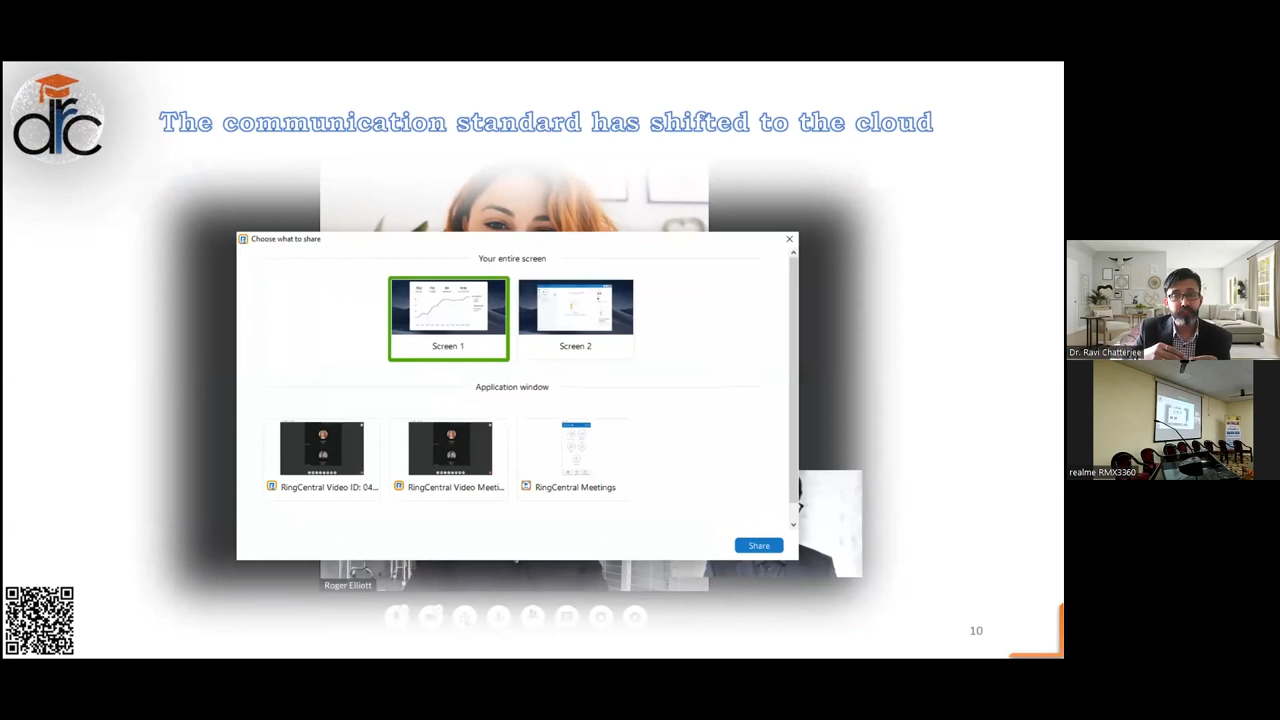 drc
The communication standard has shifted to the cloud
Choose what to share
Your entire screen
Screen 1
Screen 2
Application window
RingCentral Video ID: 04...
RingCentral Video Meeti...
RingCentral Meetings
Share
Roger Elliott
10
Dr. Ravi Chatterjee
realme RMX3360